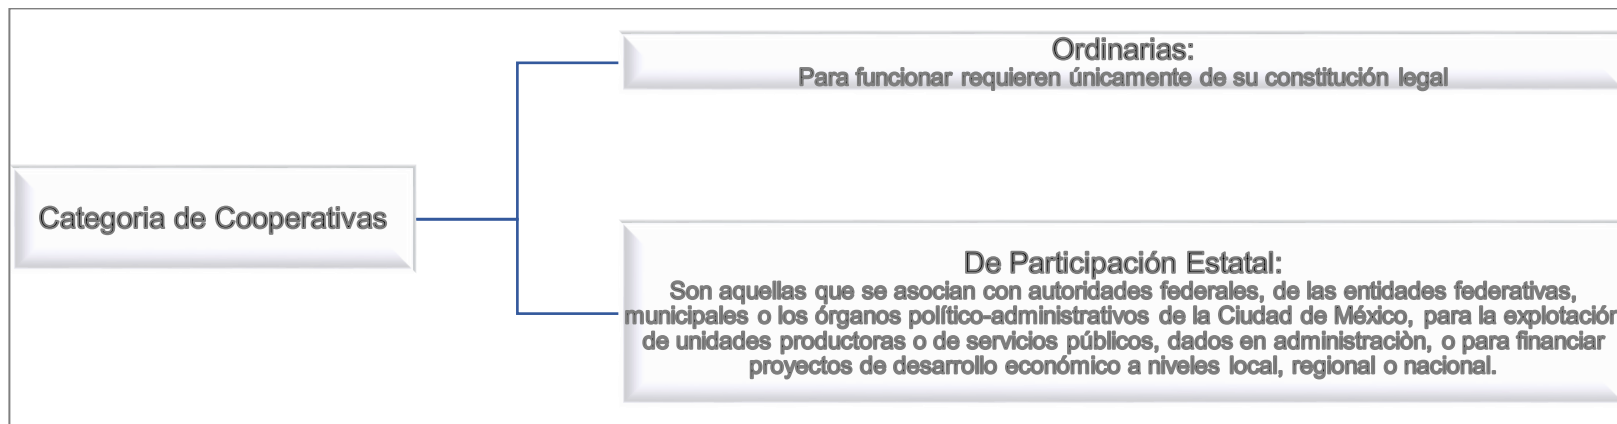 Ordinarias:
Para funcionar requieren únicamente de su constitución legal
Categoria de Cooperativas
De Participación Estatal:
Son aquellas que se asocian con autoridades federales, de las entidades federativas,
municipales o los órganos político-administrativos de la Ciudad de México, para la explotación
de unidades productoras o de servicios públicos, dados en administraciòn, o para financiar
proyectos de desarrollo económico a niveles local, regional o nacional.